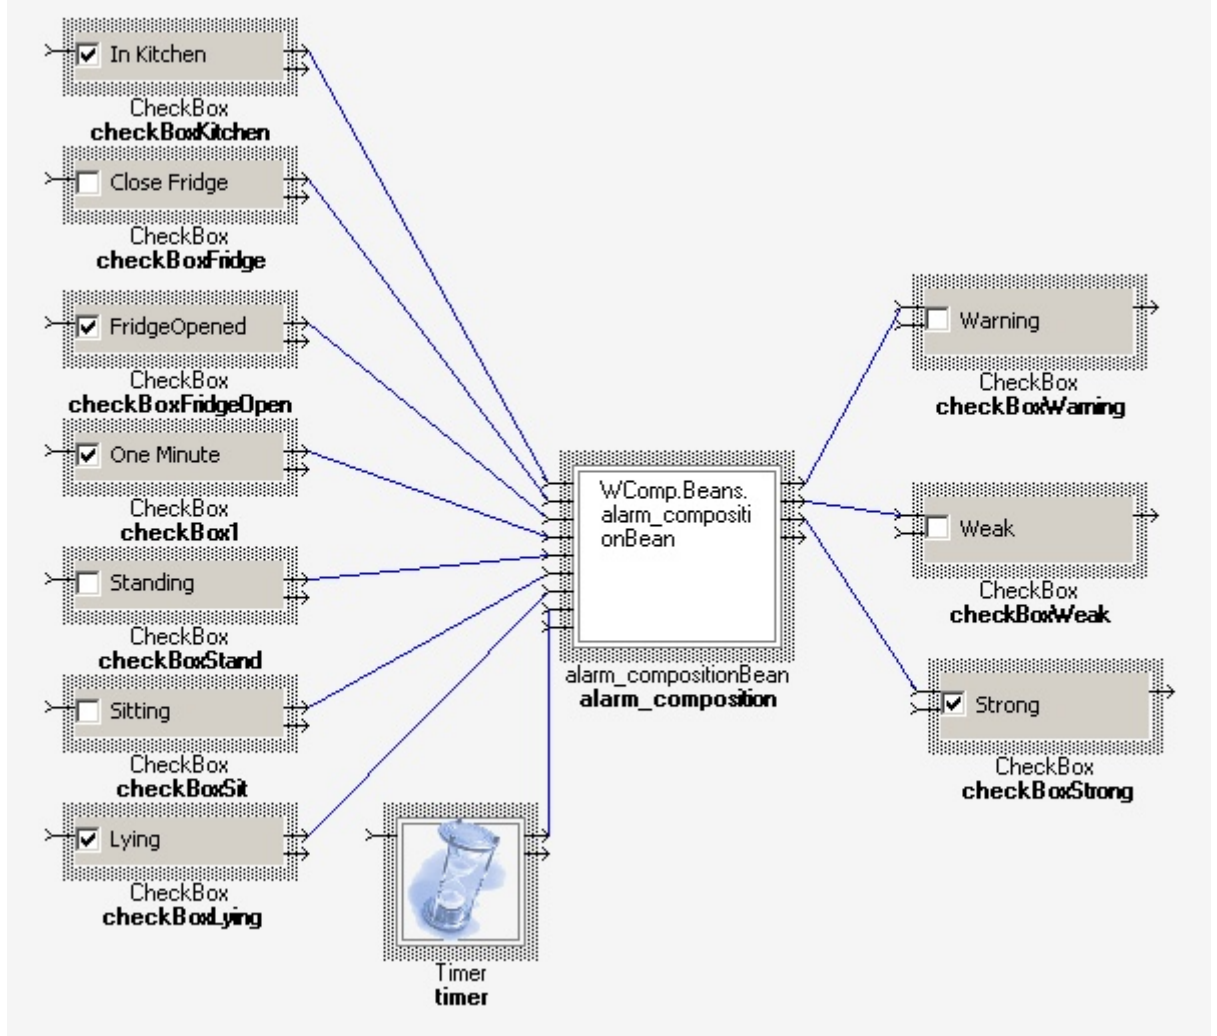 In Kitchen
CheckBox
checkBoxKitchen
Close Fridge
CheckBox
checkBoxFridge
FridgeOpened
CheckBox
checkBoxFridgeOpen
One Minute
CheckBox
checkBox1
Standing
CheckBox
checkBoxStand
Sitting
CheckBox
checkBoxSit
Lying
CheckBox
checkBoxLying
Timer
timer
WComp.Beans.
alarm_compositi
onBean
alarm_compositionBean
alarm_composition
Warning
CheckBox
checkBoxWarning
Weak
CheckBox
checkBoxWeak
Strong
CheckBox
checkBoxStrong